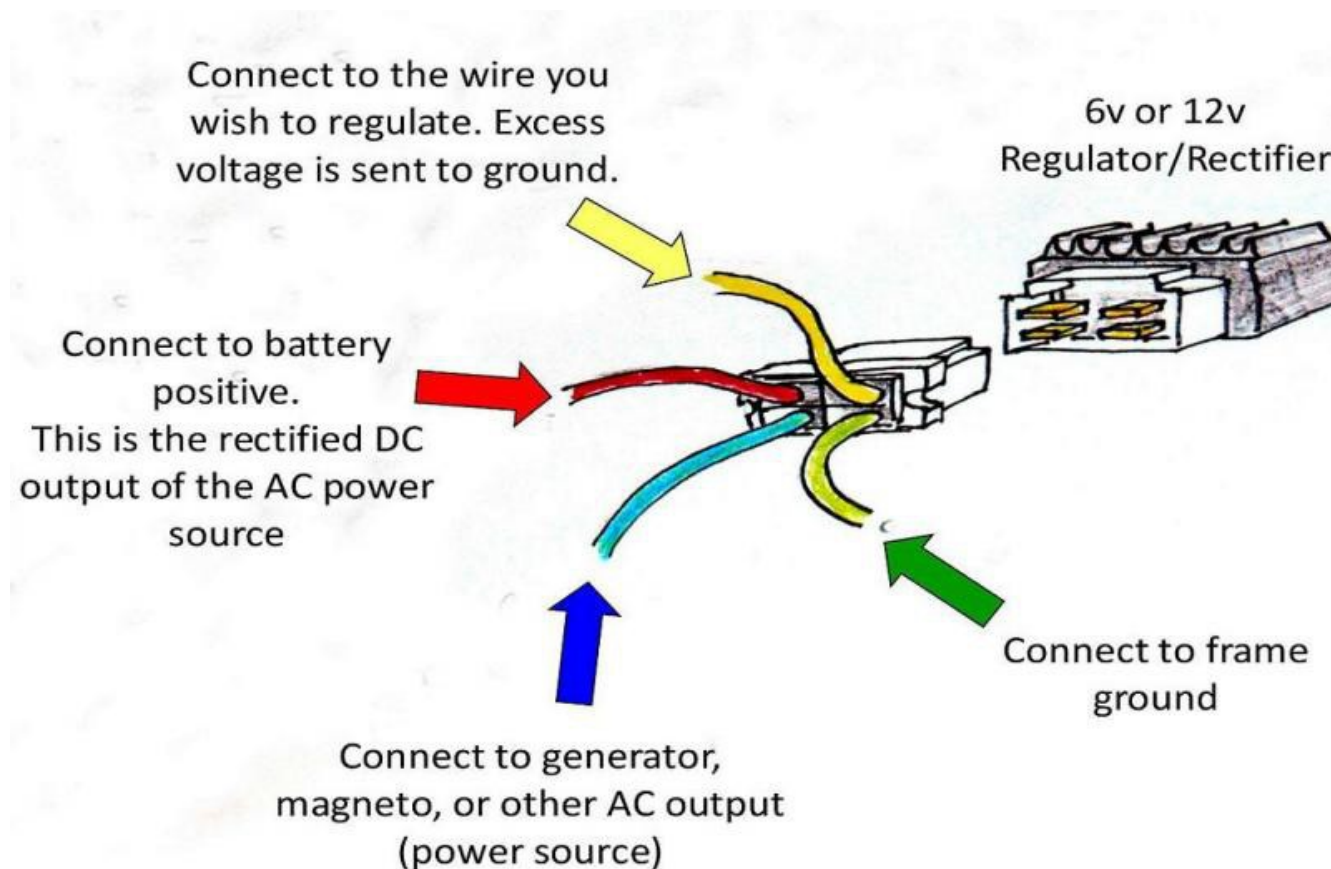 Connect to the wire you
wish to regulate. Excess
voltage is sent to ground.
6v or 12v
Regulator/Rectifier
Connect to battery
positive.
This is the rectified DC
output of the AC power
source
Connect to frame
ground
Connect to generator,
magneto, or other AC output
(power source)